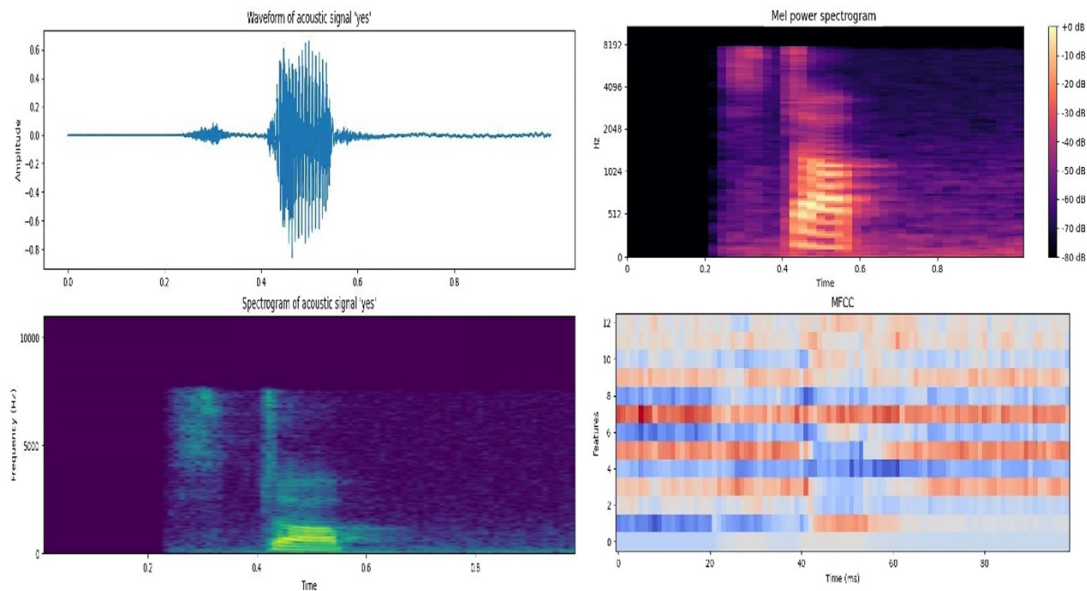 Waveform of acoustic signal 'yes'
0.6
0.4
0.2
0.0
-0.2
-0.4
-0.6
-0.8
Amplitude
0.0 0.2 0.4 0.6 0.8
Mel power spectrogram
8192
4096
2048
1024
512
0
Hz
0 0.2 0.4 0.6 0.8
Time
+0 dB
-10 dB
-20 dB
-30 dB
-40 dB
-50 dB
-60 dB
-70 dB
-80 dB
Spectrogram of acoustic signal 'yes'
10000
5000
0
Frequency (Hz)
0.2 0.4 0.6 0.8
Time
MFCC
12
10
8
6
4
2
0
Features
0 20 40 60 80
Time (ms)